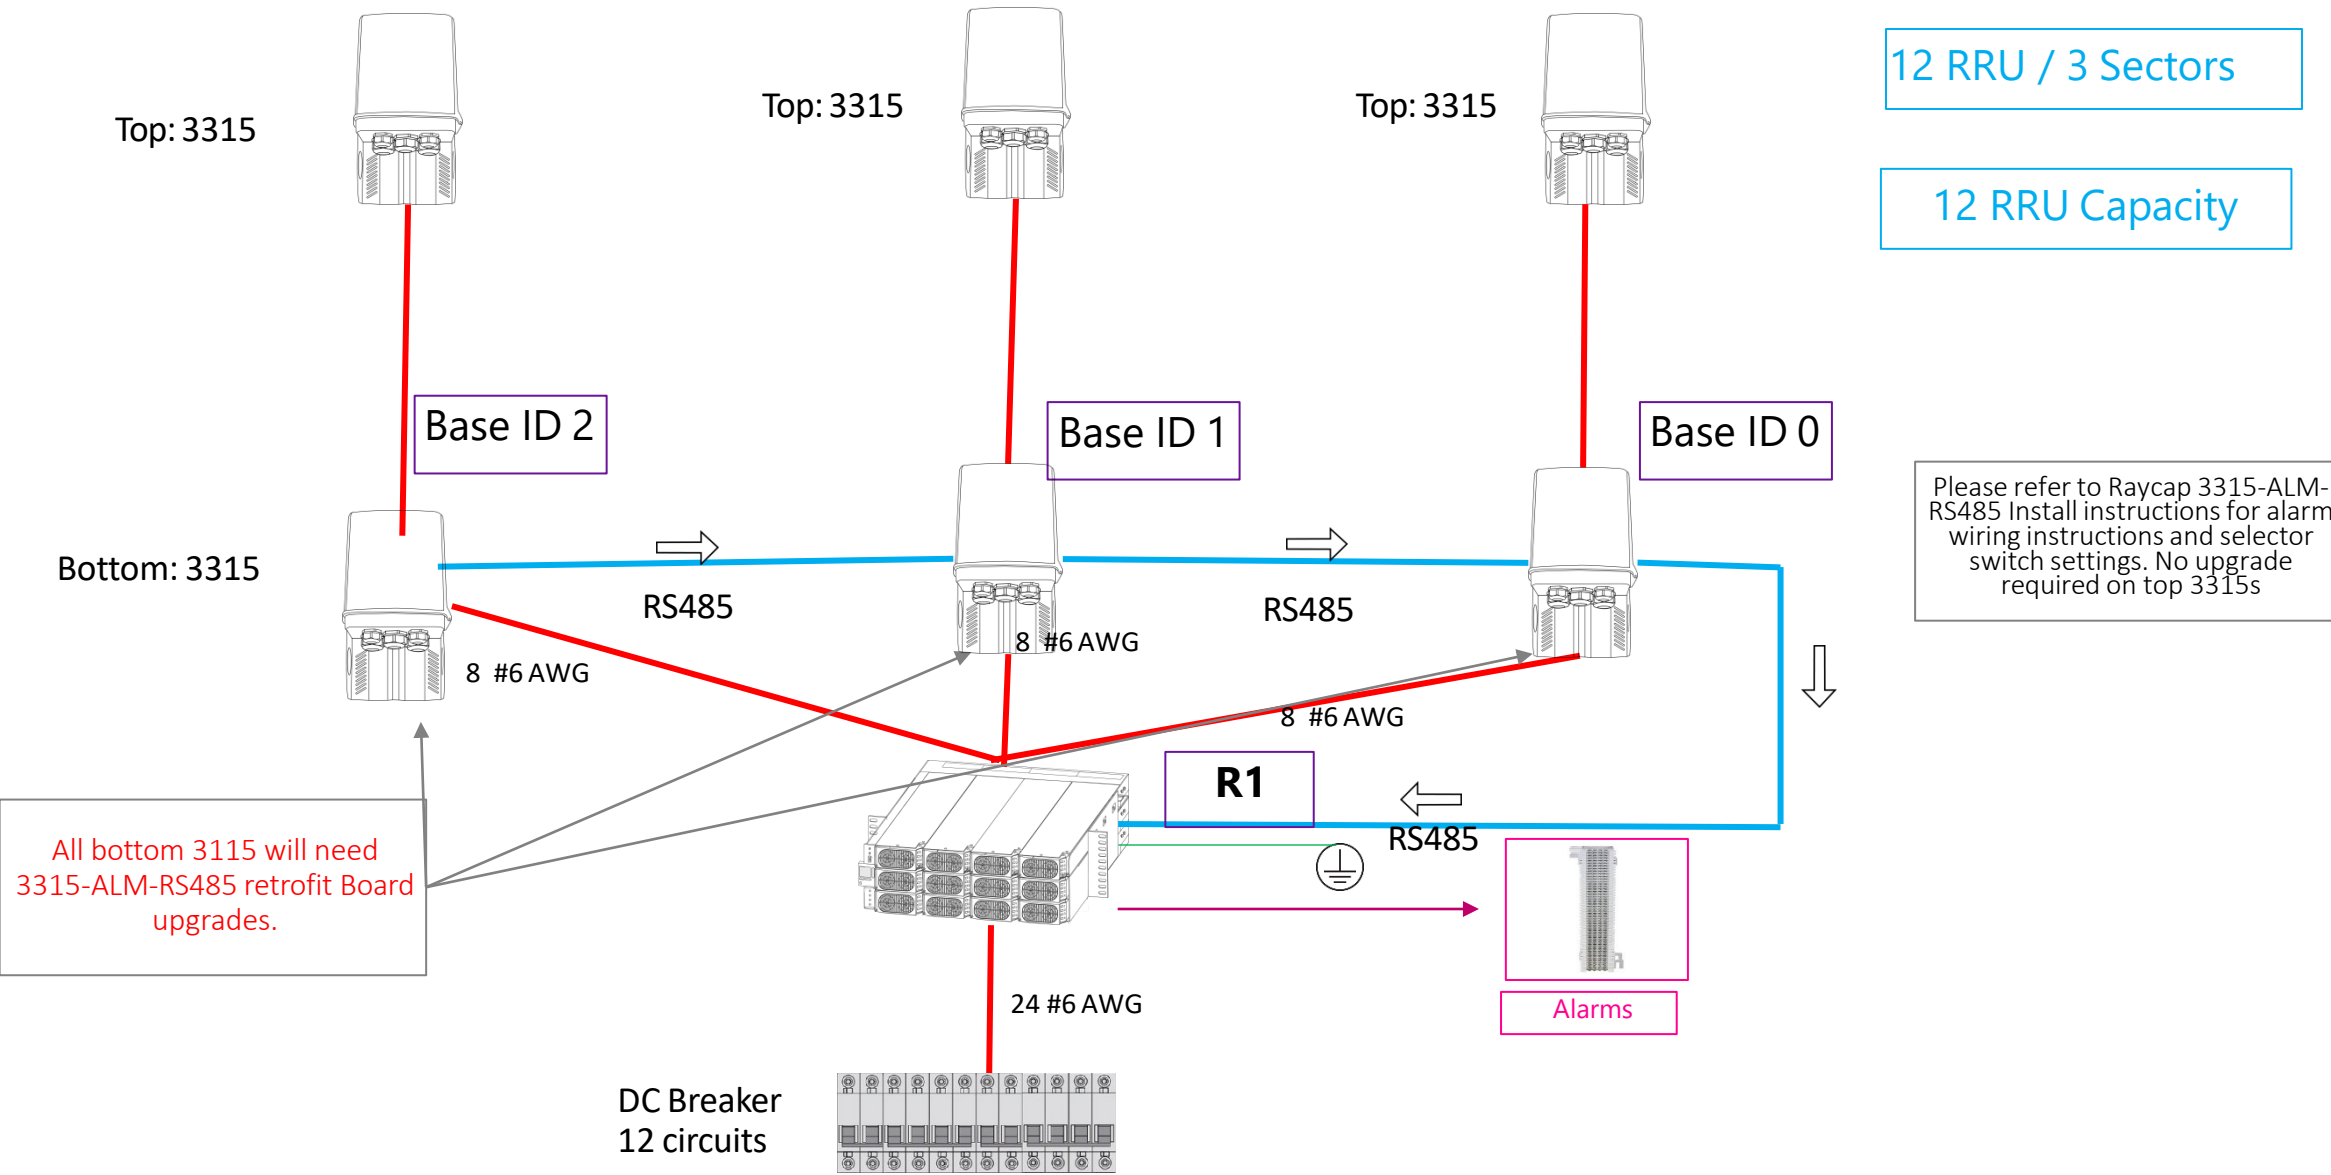 12 RRU / 3 Sectors
Top: 3315
Top: 3315
Top: 3315
12 RRU Capacity
Base ID 2
Base ID 1
Base ID 0
Please refer to Raycap 3315-ALM-
RS485 Install instructions for alarm
wiring instructions and selector
switch settings. No upgrade
required on top 3315s
Bottom: 3315
RS485
RS485
8 #6 AWG
8 #6 AWG
8 #6 AWG
R1
RS485
All bottom 3115 will need
3315-ALM-RS485 retrofit Board
upgrades.
24 #6 AWG
Alarms
DC Breaker
12 circuits